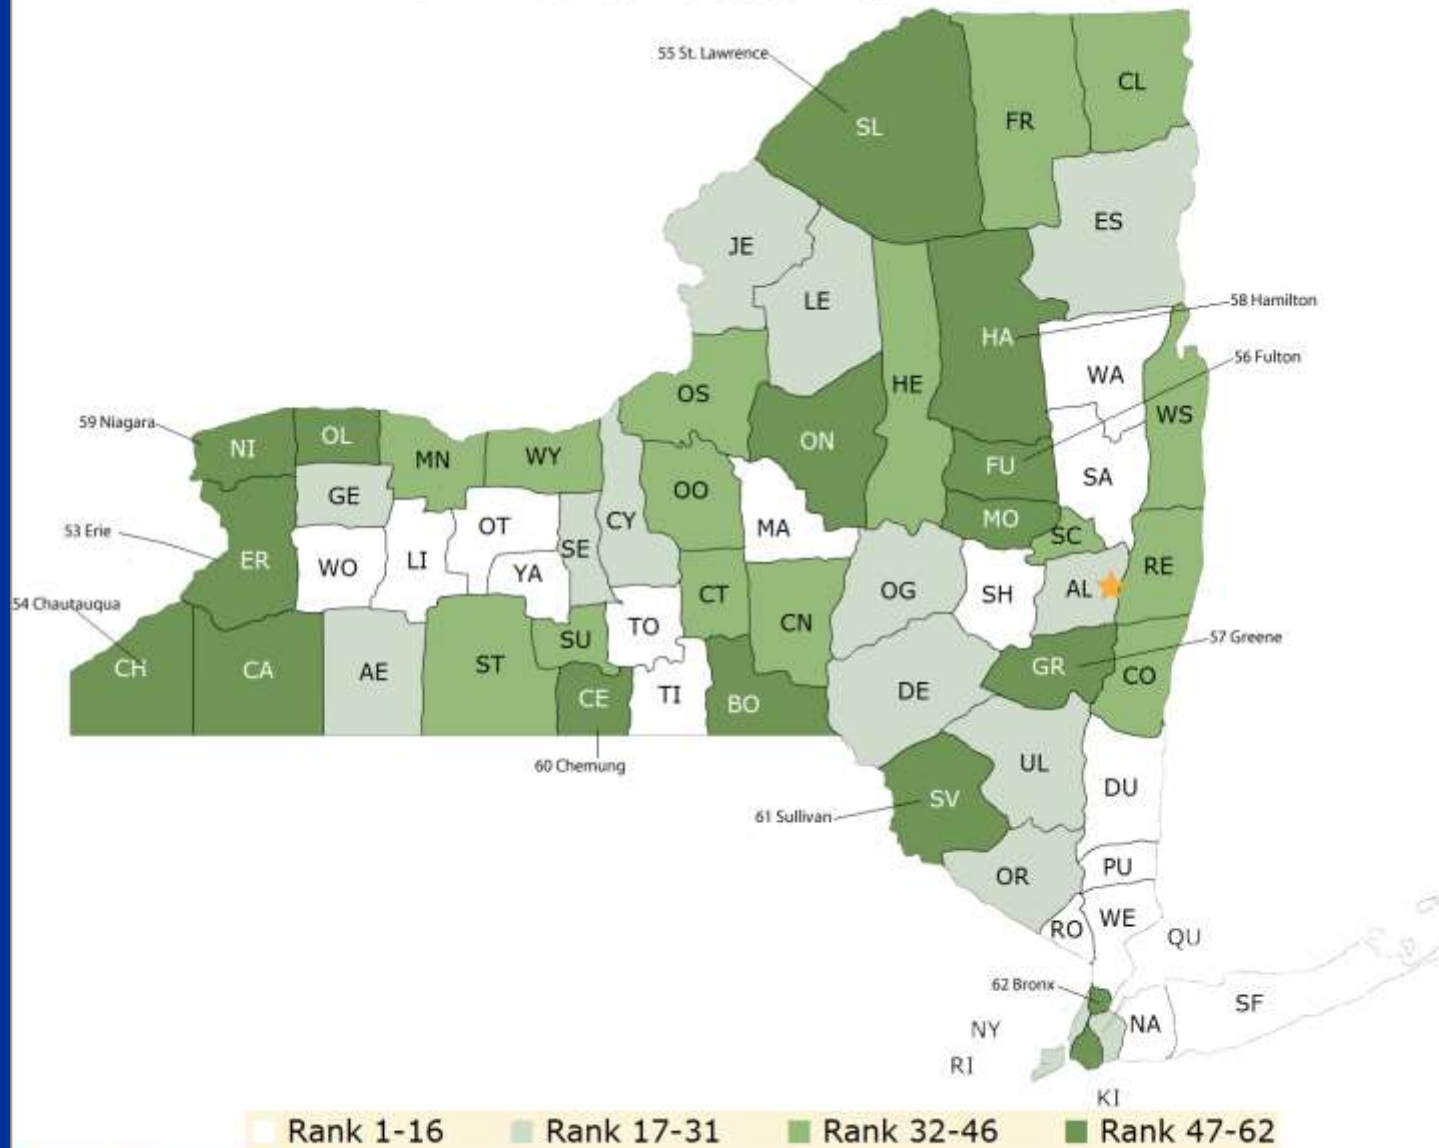 55 St. Lawrence
CL
FR
SL
ES
JE
LE
58 Hamilton
HA
56 Fulton
WA
HE
OS
WS
59 Niagara
OL
NI
ON
WY
MN
FU
SA
OO
GE
MO
CY
OT
MA
SC
53 Erie
SE
ER
LI
WO
YA
RE
AL
OG
CT
SH
54 Chautauqua
CN
TO
SU
57 Greene
CH
CA
AE
ST
GR
CO
DE
CE
TI
BO
60 Chemung
UL
DU
SV
61 Sullivan
PU
OR
WE
RO
QU
62 Bronx
SF
NA
NY
RI
KI
Rank 1-16 Rank 17-31 Rank 32-46 Rank 47-62